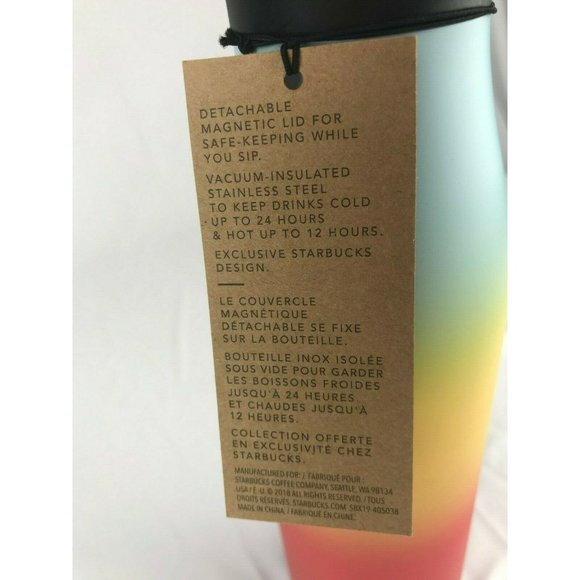 DETACHABLE
MAGNETIC LID FOR
SAFE-KEEPING WHILE
YOU SIP.
VACUUM-INSULATED
STAINLESS STEEL
TO KEEP DRINKS COLD
UP TO 24 HOURS
& HOT UP TO 12 HOURS.
EXCLUSIVE STARBUCKS
DESIGN.
LE COUVERCLE
MAGNÉTIQUE
DÉTACHABLE SE FIXE
SUR LA BOUTEILLE.
BOUTEILLE INOX ISOLÉE
SOUS VIDE POUR GARDER
LES BOISSONS FROIDES
JUSQU'À 24 HEURES
ET CHAUDES JUSQU'À
12 HEURES.
COLLECTION OFFERTE
EN EXCLUSIVITÉ CHEZ
STARBUCKS.
MANUFACTURED FOR: / FABRIQUÉ POUR :
STARBUCKS COFFEE COMPANY, SEATTLE, WA 98134
USA / É.-U. © 2018 ALL RIGHTS RESERVED. / TOUS
DROITS RÉSERVÉS. STARBUCKS.COM SBX19-405038
MADE IN CHINA. / FABRIQUÉ EN CHINE.